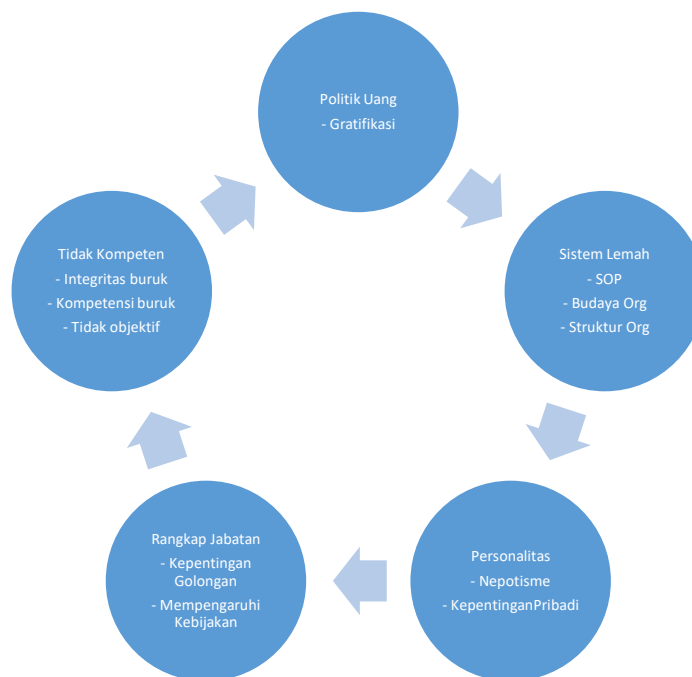 Politik Uang
- Gratifikasi
Sistem Lemah
- SOP
- Budaya Org
- Struktur Org
Personalitas
- Nepotisme
- KepentinganPribadi
Rangkap Jabatan
- Kepentingan
Golongan
- Mempengaruhi
Kebijakan
Tidak Kompeten
- Integritas buruk
- Kompetensi buruk
- Tidak objektif